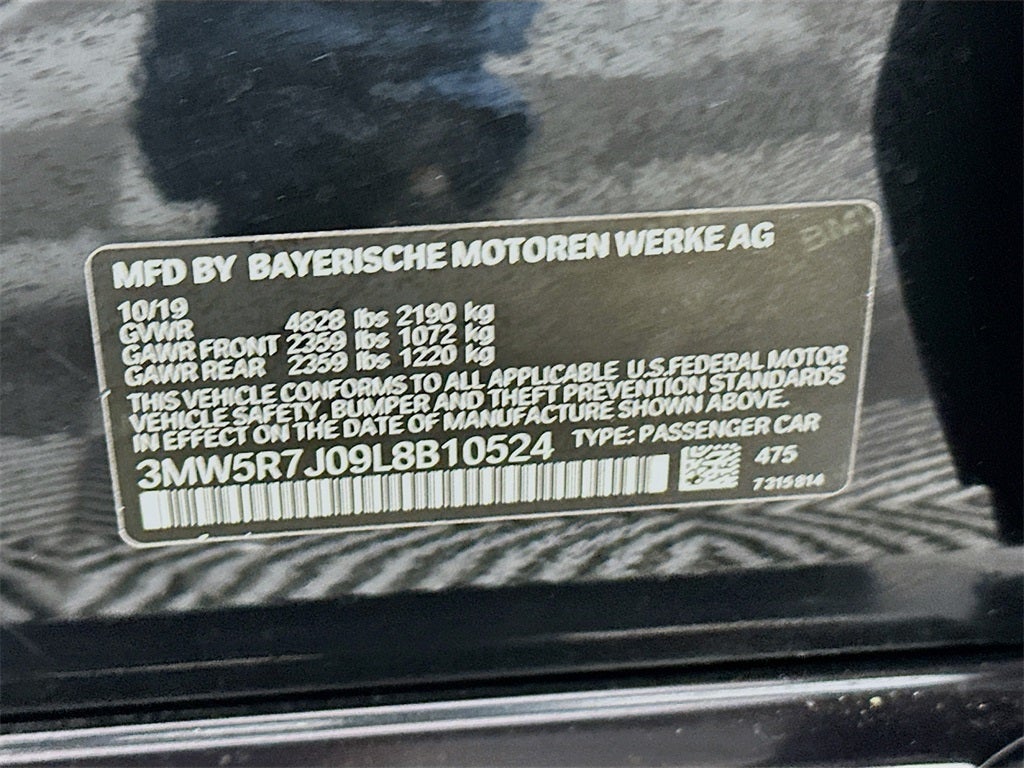 MFD BY BAYERISCHE MOTOREN WERKE AG
10/19
GVWR 4828 lbs 2190 kg
GAWR FRONT 2359 lbs 1072 kg
GAWR REAR 2359 lbs 1220 kg
THIS VEHICLE CONFORMS TO ALL APPLICABLE U.S.FEDERAL MOTOR
VEHICLE SAFETY, BUMPER AND THEFT PREVENTION STANDARDS
IN EFFECT ON THE DATE OF MANUFACTURE SHOWN ABOVE.
3MW5R7J09L8B10524 TYPE: PASSENGER CAR
475
7215814